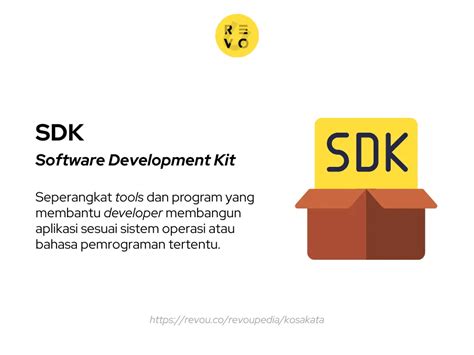 REVO
SDK
Software Development Kit
Seperangkat tools dan program yang
membantu developer membangun
aplikasi sesuai sistem operasi atau
bahasa pemrograman tertentu.
SDK
https://revou.co/revoupedia/kosakata